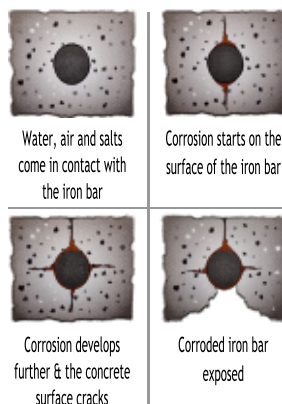 Water, air and salts
come in contact with
the iron bar
Corrosion starts on the
surface of the iron bar
Corrosion develops
further & the concrete
surface cracks
Corroded iron bar
exposed